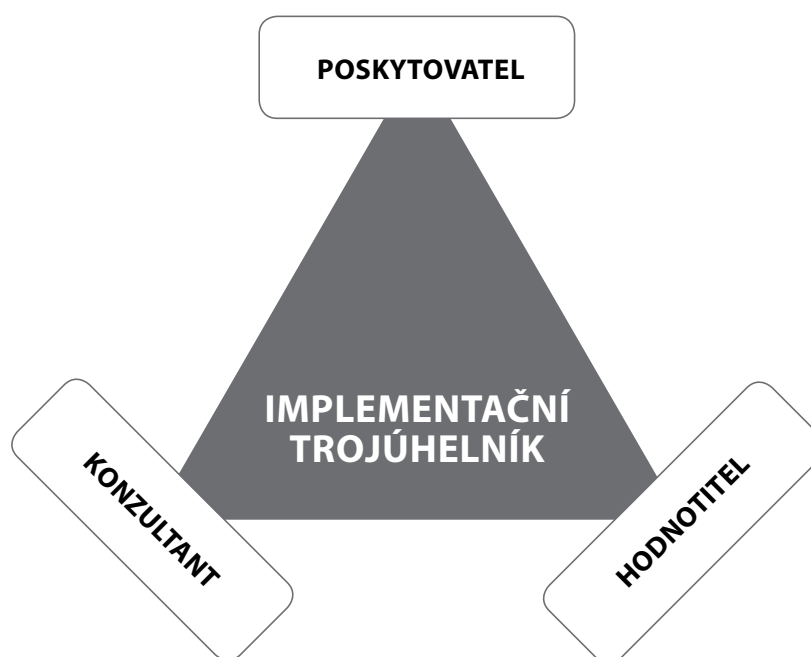 POSKYTOVATEL
IMPLEMENTAČNÍ
TROJÚHELNÍK
KONZULTANT
HODNOTITEL